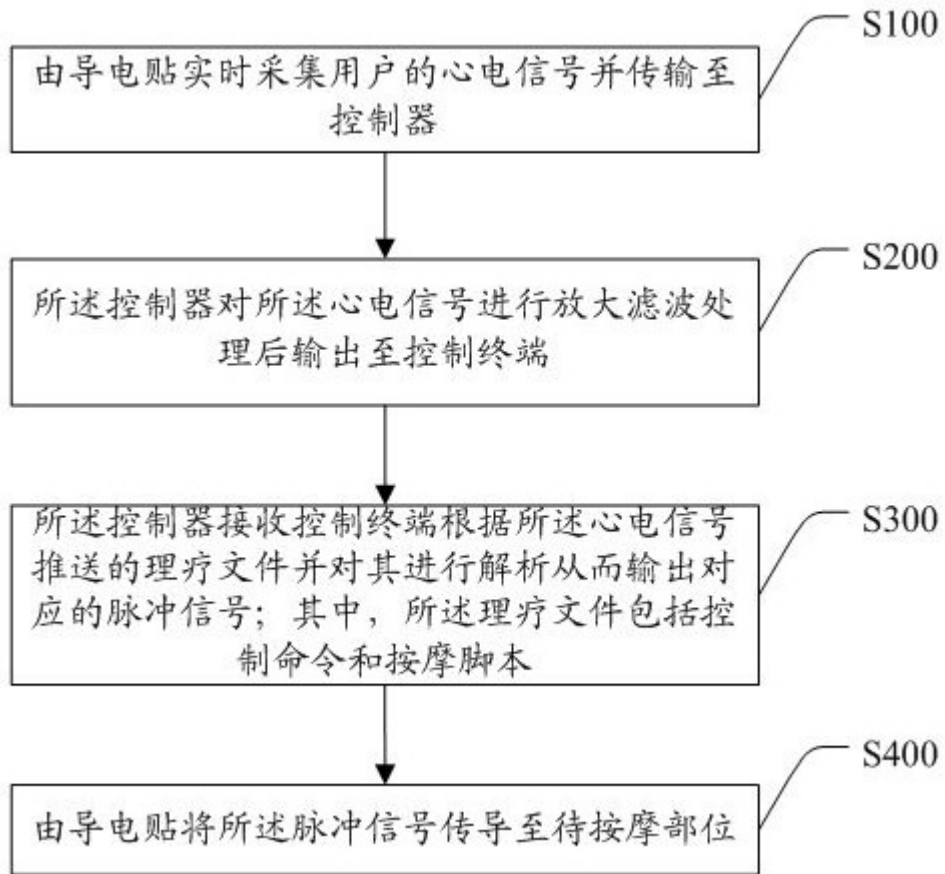 S100
由导电贴实时采集用户的心电信号并传输至
控制器
S200
所述控制器对所述心电信号进行放大滤波处
理后输出至控制终端
S300
所述控制器接收控制终端根据所述心电信号
推送的理疗文件并对其进行解析从而输出对
应的脉冲信号；其中，所述理疗文件包括控
制命令和按摩脚本
S400
由导电贴将所述脉冲信号传导至待按摩部位